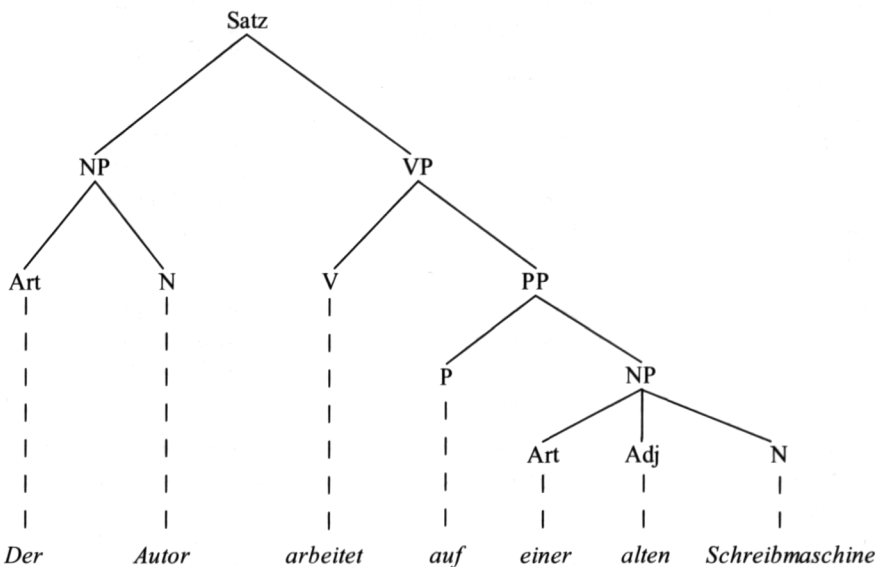 Satz
NP VP
Art N V PP
P NP
Art Adj N
Der Autor arbeitet auf einer alten Schreibmaschine